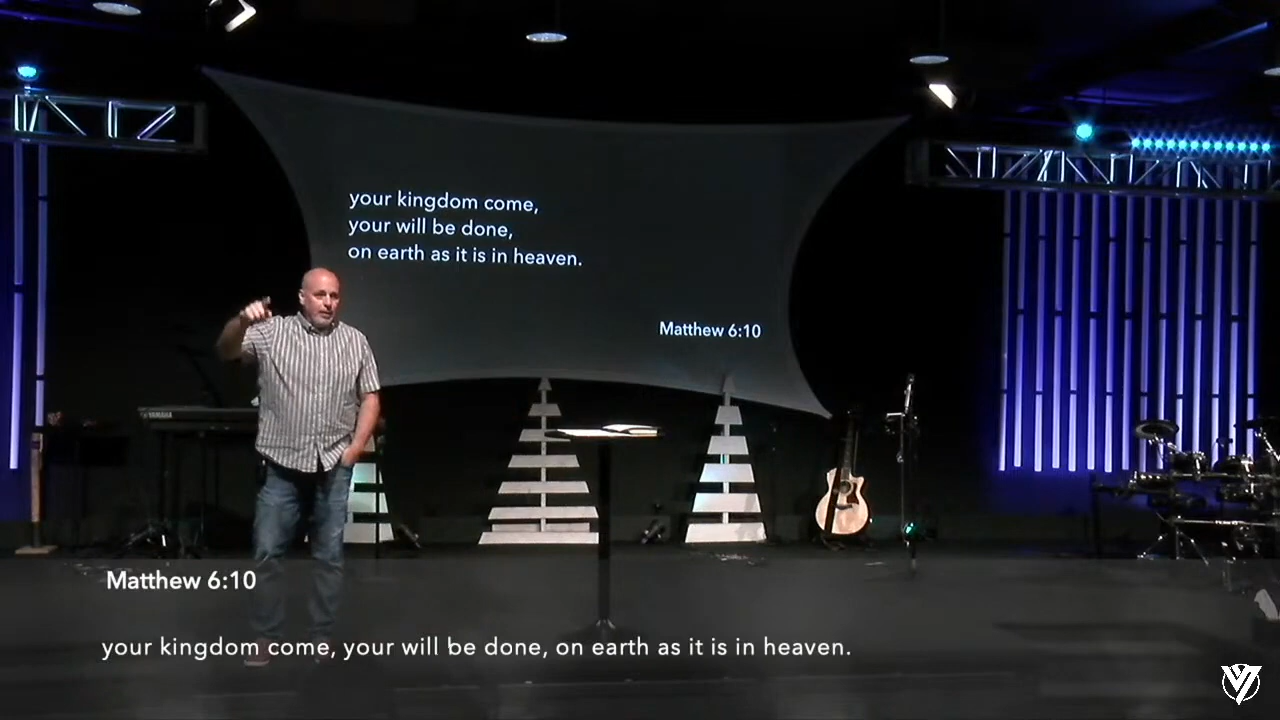 your kingdom come,
your will be done,
on earth as it is in heaven.
Matthew 6:10
YAMAHA
Matthew 6:10
your kingdom come, your will be done, on earth as it is in heaven.